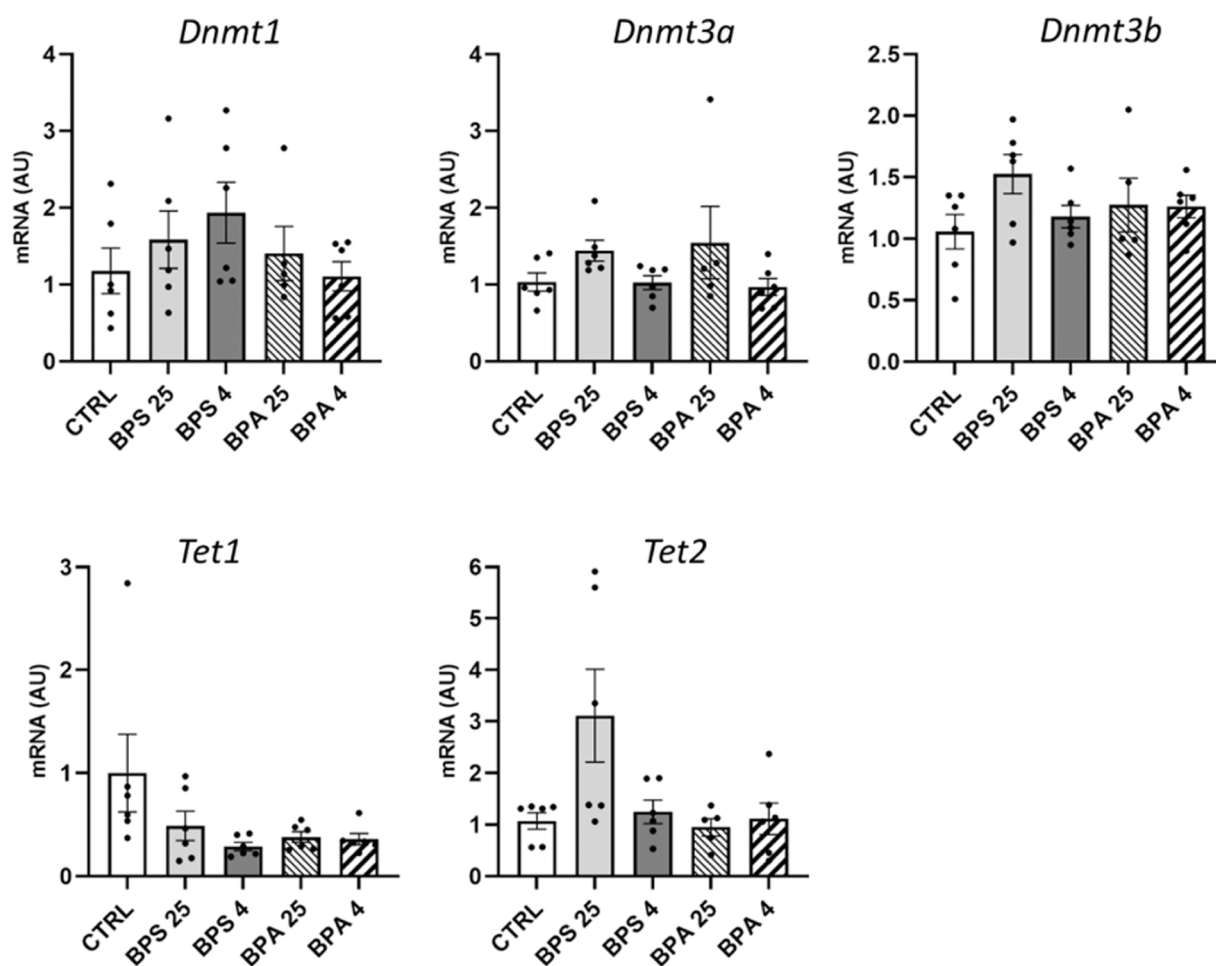 Dnmt1
Dnmt3a
Dnmt3b
mRNA (AU)
4
3
2
1
0
CTRL
BPS 25
BPS 4
BPA 25
BPA 4
mRNA (AU)
4
3
2
1
0
CTRL
BPS 25
BPS 4
BPA 25
BPA 4
mRNA (AU)
2.5
2.0
1.5
1.0
0.5
0.0
CTRL
BPS 25
BPS 4
BPA 25
BPA 4
Tet1
Tet2
mRNA (AU)
3
2
1
0
CTRL
BPS 25
BPS 4
BPA 25
BPA 4
mRNA (AU)
6
5
4
3
2
1
0
CTRL
BPS 25
BPS 4
BPA 25
BPA 4